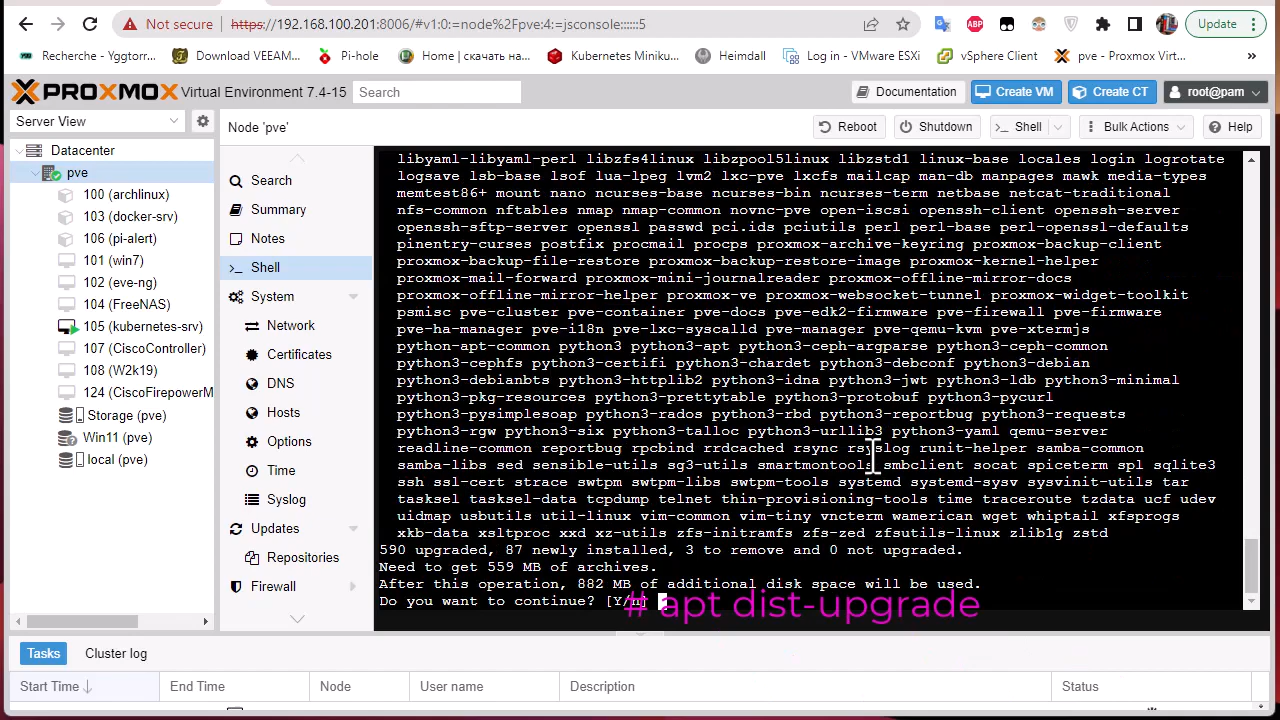 Not secure
https://192.168.100.201:8006/#v1:0:=node%2Fpve:4:=jsconsole::::::5
ABP
Update
Recherche - Yggtorr...
Download VEEAM...
Pi-hole
Home | скачать на...
Kubernetes Miniku...
Heimdall
Log in - VMware ESXi
vSphere Client
pve - Proxmox Virt...
»
PROXMOX Virtual Environment 7.4-15
Search
Documentation
Create VM
Create CT
root@pam
Server View
Node 'pve'
Reboot
Shutdown
Shell
Bulk Actions
Help
Datacenter
pve
100 (archlinux)
103 (docker-srv)
106 (pi-alert)
101 (win7)
102 (eve-ng)
104 (FreeNAS)
105 (kubernetes-srv)
107 (CiscoController)
108 (W2k19)
124 (CiscoFirepowerM
Storage (pve)
Win11 (pve)
local (pve)
Search
Summary
Notes
Shell
System
Network
Certificates
DNS
Hosts
Options
Time
Syslog
Updates
Repositories
Firewall
libyaml-libyaml-perl libzfs4linux libzpool5linux libzstd1 linux-base locales login logrotate
logsave lsb-base lsof lua-lpeg lvm2 lxc-pve lxcfs mailcap man-db manpages mawk media-types
memtest86+ mount nano ncurses-base ncurses-bin ncurses-term netbase netcat-traditional
nfs-common nftables nmap nmap-common novnc-pve open-iscsi openssh-client openssh-server
openssh-sftp-server openssl passwd pci.ids pciutils perl perl-base perl-openssl-defaults
pinentry-curses postfix procmail procps proxmox-archive-keyring proxmox-backup-client
proxmox-backup-file-restore proxmox-backup-restore-image proxmox-kernel-helper
proxmox-mail-forward proxmox-mini-journalreader proxmox-offline-mirror-docs
proxmox-offline-mirror-helper proxmox-ve proxmox-websocket-tunnel proxmox-widget-toolkit
psmisc pve-cluster pve-container pve-docs pve-edk2-firmware pve-firewall pve-firmware
pve-ha-manager pve-i18n pve-lxc-syscalld pve-manager pve-qemu-kvm pve-xtermjs
python-apt-common python3 python3-apt python3-ceph-argparse python3-ceph-common
python3-cephfs python3-certifi python3-chardet python3-debconf python3-debian
python3-debianbts python3-httplib2 python3-idna python3-jwt python3-ldb python3-minimal
python3-pkg-resources python3-prettytable python3-protobuf python3-pycurl
python3-pysimplesoap python3-rados python3-rbd python3-reportbug python3-requests
python3-rgw python3-six python3-talloc python3-urllib3 python3-yaml qemu-server
readline-common reportbug rpcbind rrdcached rsync rsyslog runit-helper samba-common
samba-libs sed sensible-utils sg3-utils smartmontools smbclient socat spiceterm spl sqlite3
ssh ssl-cert strace swtpm swtpm-libs swtpm-tools systemd systemd-sysv sysvinit-utils tar
tasksel tasksel-data tcpdump telnet thin-provisioning-tools time traceroute tzdata ucf udev
uidmap usbutils util-linux vim-common vim-tiny vncterm wamerican wget whiptail xfsprogs
xkb-data xsltproc xxd xz-utils zfs-initramfs zfs-zed zfsutils-linux zlib1g zstd
590 upgraded, 87 newly installed, 3 to remove and 0 not upgraded.
Need to get 559 MB of archives.
After this operation, 882 MB of additional disk space will be used.
Do you want to continue? [Y/n]
# apt dist-upgrade
Tasks
Cluster log
Start Time
End Time
Node
User name
Description
Status